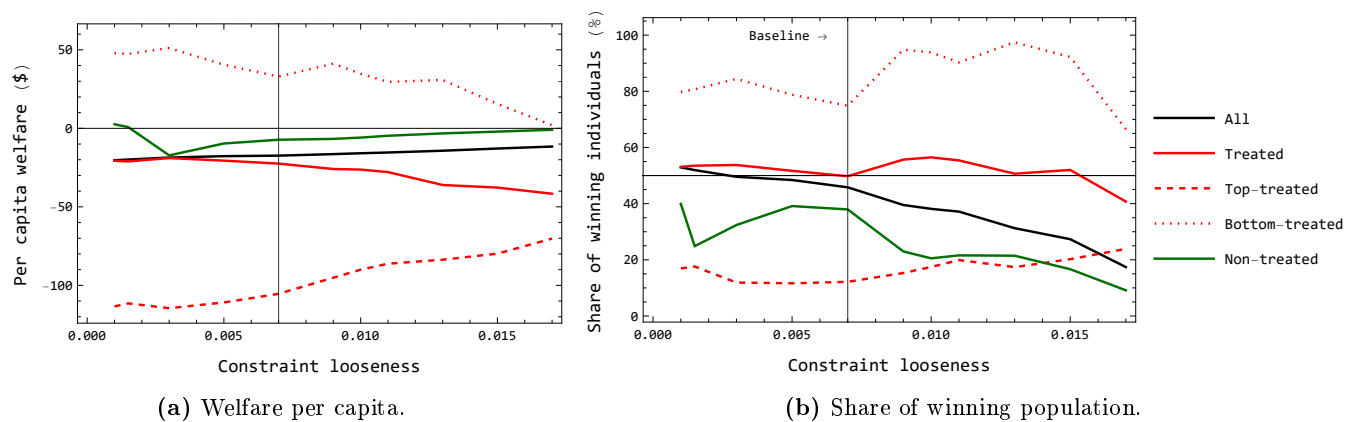 Per capita welfare ($)
50
0
-50
-100
0.000
0.005
0.010
0.015
Constraint looseness
(a) Welfare per capita.
Share of winning individuals (%)
100
80
60
40
20
0
Baseline →
0.000
0.005
0.010
0.015
Constraint looseness
(b) Share of winning population.
All
Treated
Top-treated
Bottom-treated
Non-treated